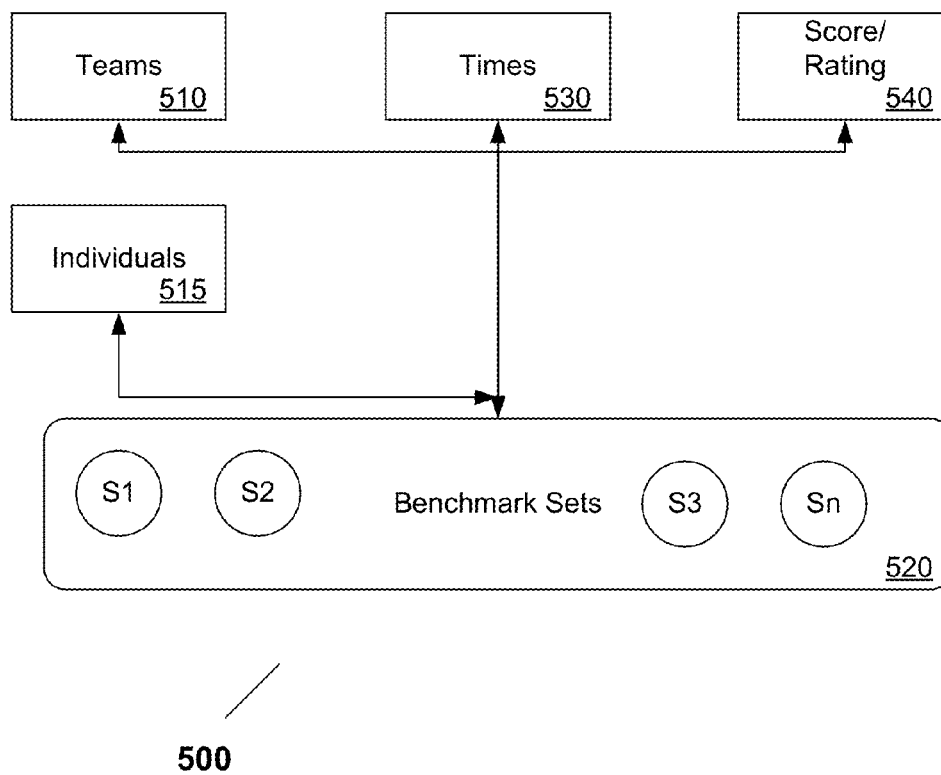 Teams
510
Times
530
Score/
Rating
540
Individuals
515
S1
S2
Benchmark Sets
S3
Sn
520
500